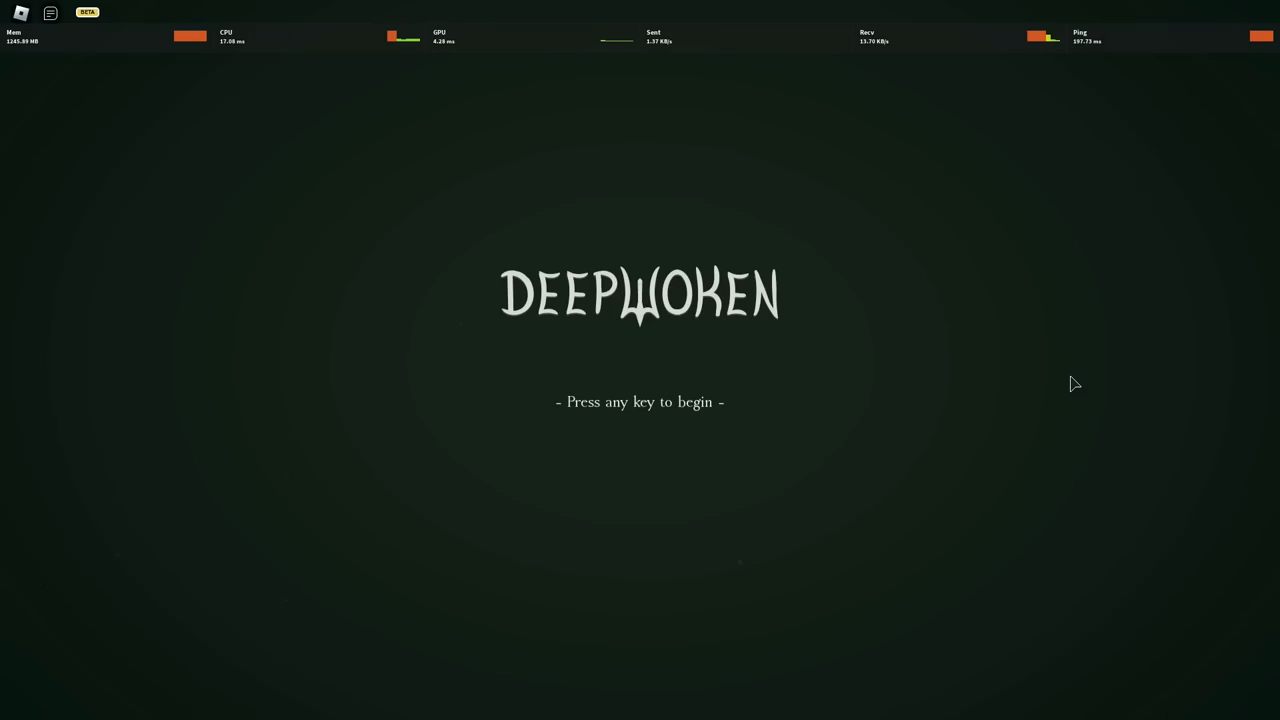 BETA
Mem
1245.89 MB
CPU
17.08 ms
GPU
4.28 ms
Sent
1.37 KB/s
Recv
13.70 KB/s
Ping
197.73 ms
DEEPWOKEN
- Press any key to begin -